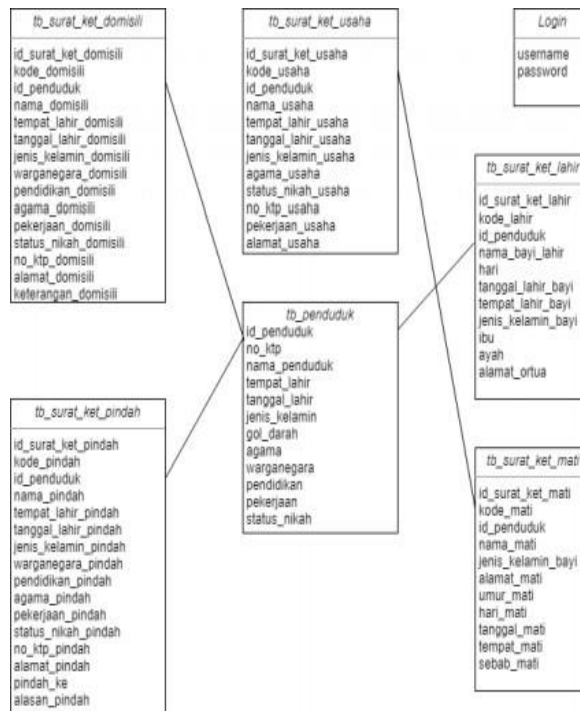 tb_surat_ket_domisili
id_surat_ket_domisili
kode_domisili
id_penduduk
nama_domisili
tempat_lahir_domisili
tanggal_lahir_domisili
jenis_kelamin_domisili
warganegara_domisili
pendidikan_domisili
agama_domisili
pekerjaan_domisili
status_nikah_domisili
no_ktp_domisili
alamat_domisili
keterangan_domisili
tb_surat_ket_usaha
id_surat_ket_usaha
kode_usaha
id_penduduk
nama_usaha
tempat_lahir_usaha
tanggal_lahir_usaha
jenis_kelamin_usaha
agama_usaha
status_nikah_usaha
no_ktp_usaha
pekerjaan_usaha
alamat_usaha
Login
username
password
tb_surat_ket_lahir
id_surat_ket_lahir
kode_lahir
id_penduduk
nama_bayi_lahir
hari
tanggal_lahir_bayi
tempat_lahir_bayi
jenis_kelamin_bayi
ibu
ayah
alamat_ortua
tb_penduduk
id_penduduk
no_ktp
nama_penduduk
tempat_lahir
tanggal_lahir
jenis_kelamin
gol_darah
agama
warganegara
pendidikan
pekerjaan
status_nikah
tb_surat_ket_pindah
id_surat_ket_pindah
kode_pindah
id_penduduk
nama_pindah
tempat_lahir_pindah
tanggal_lahir_pindah
jenis_kelamin_pindah
warganegara_pindah
pendidikan_pindah
agama_pindah
pekerjaan_pindah
status_nikah_pindah
no_ktp_pindah
alamat_pindah
pindah_ke
alasan_pindah
tb_surat_ket_mati
id_surat_ket_mati
kode_mati
id_penduduk
nama_mati
jenis_kelamin_bayi
alamat_mati
umur_mati
hari_mati
tanggal_mati
tempat_mati
sebab_mati